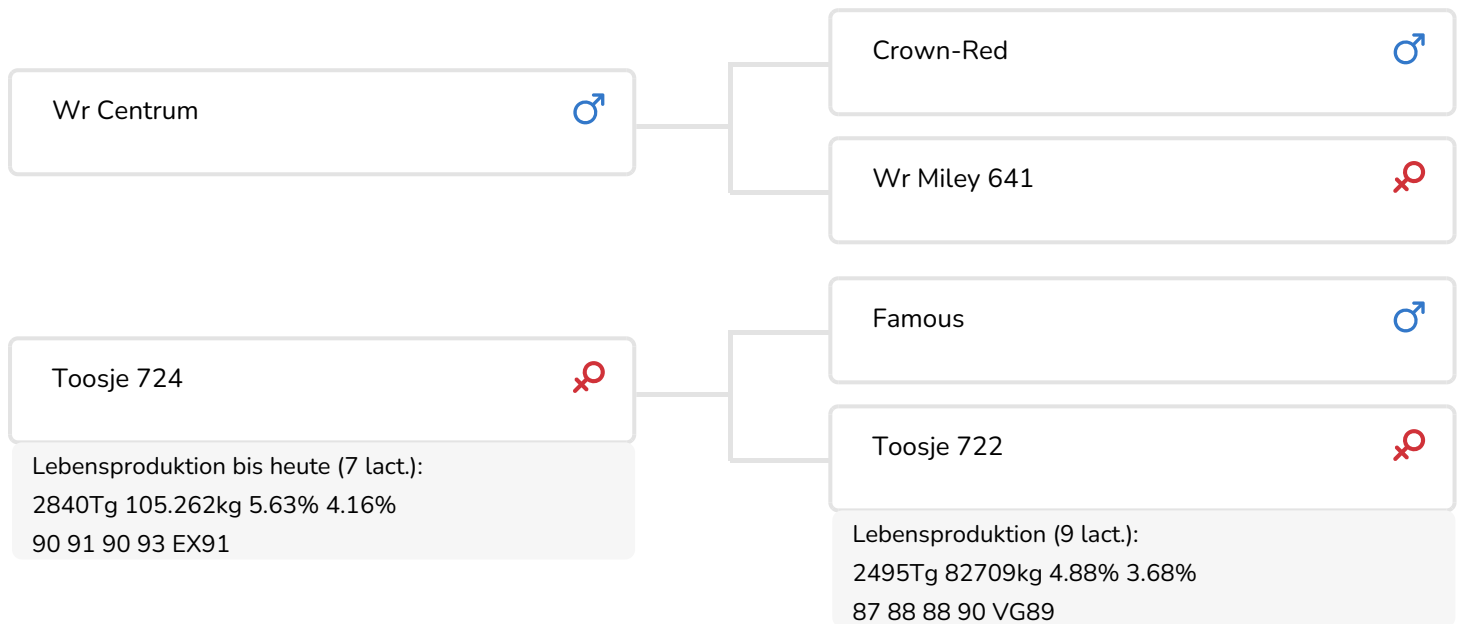 Crown-Red
Wr Centrum
Wr Miley 641
Famous
Toosje 724
Toosje 722
Lebensproduktion bis heute (7 lact.):
2840Tg 105.262kg 5.63% 4.16%
90 91 90 93 EX91
Lebensproduktion (9 lact.):
2495Tg 82709kg 4.88% 3.68%
87 88 88 90 VG89